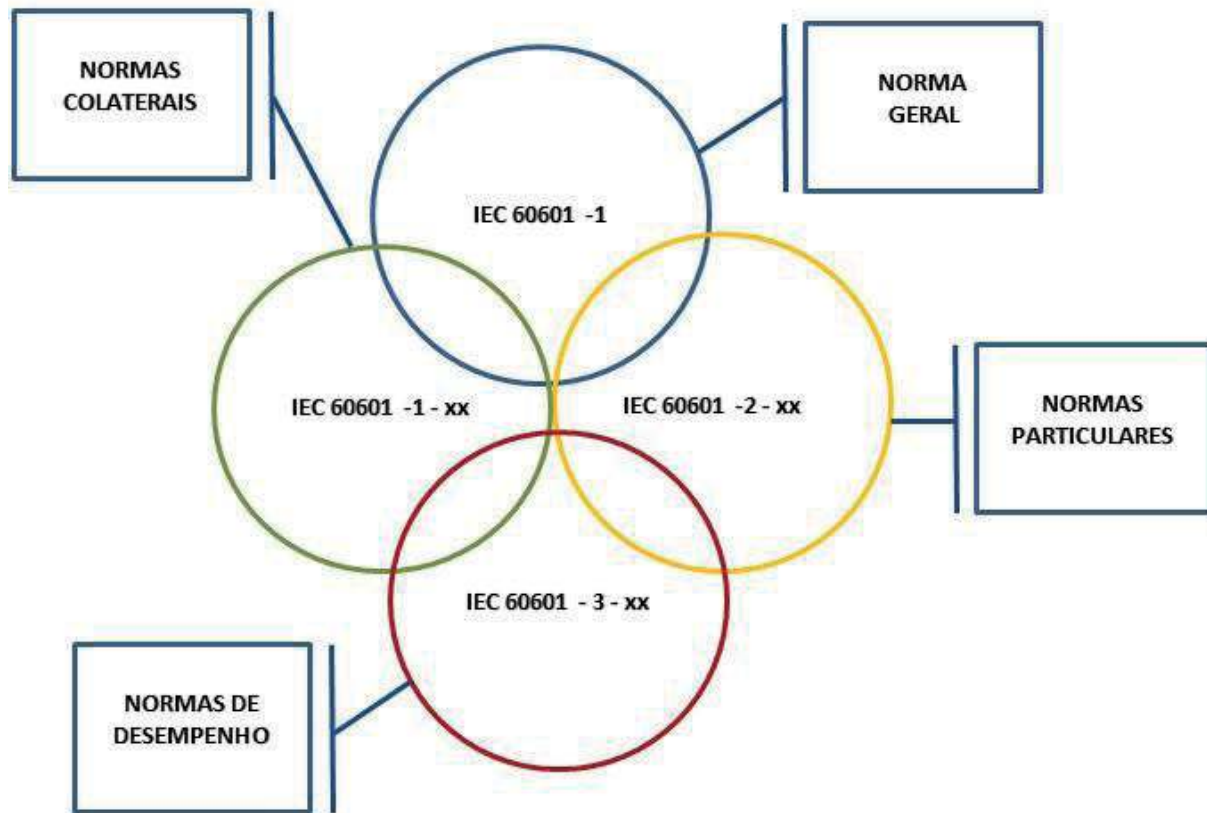 NORMAS
COLATERAIS
NORMA
GERAL
IEC 60601 -1
IEC 60601 -1 - xx
IEC 60601 -2 - xx
NORMAS
PARTICULARES
IEC 60601 - 3 - xx
NORMAS DE
DESEMPENHO